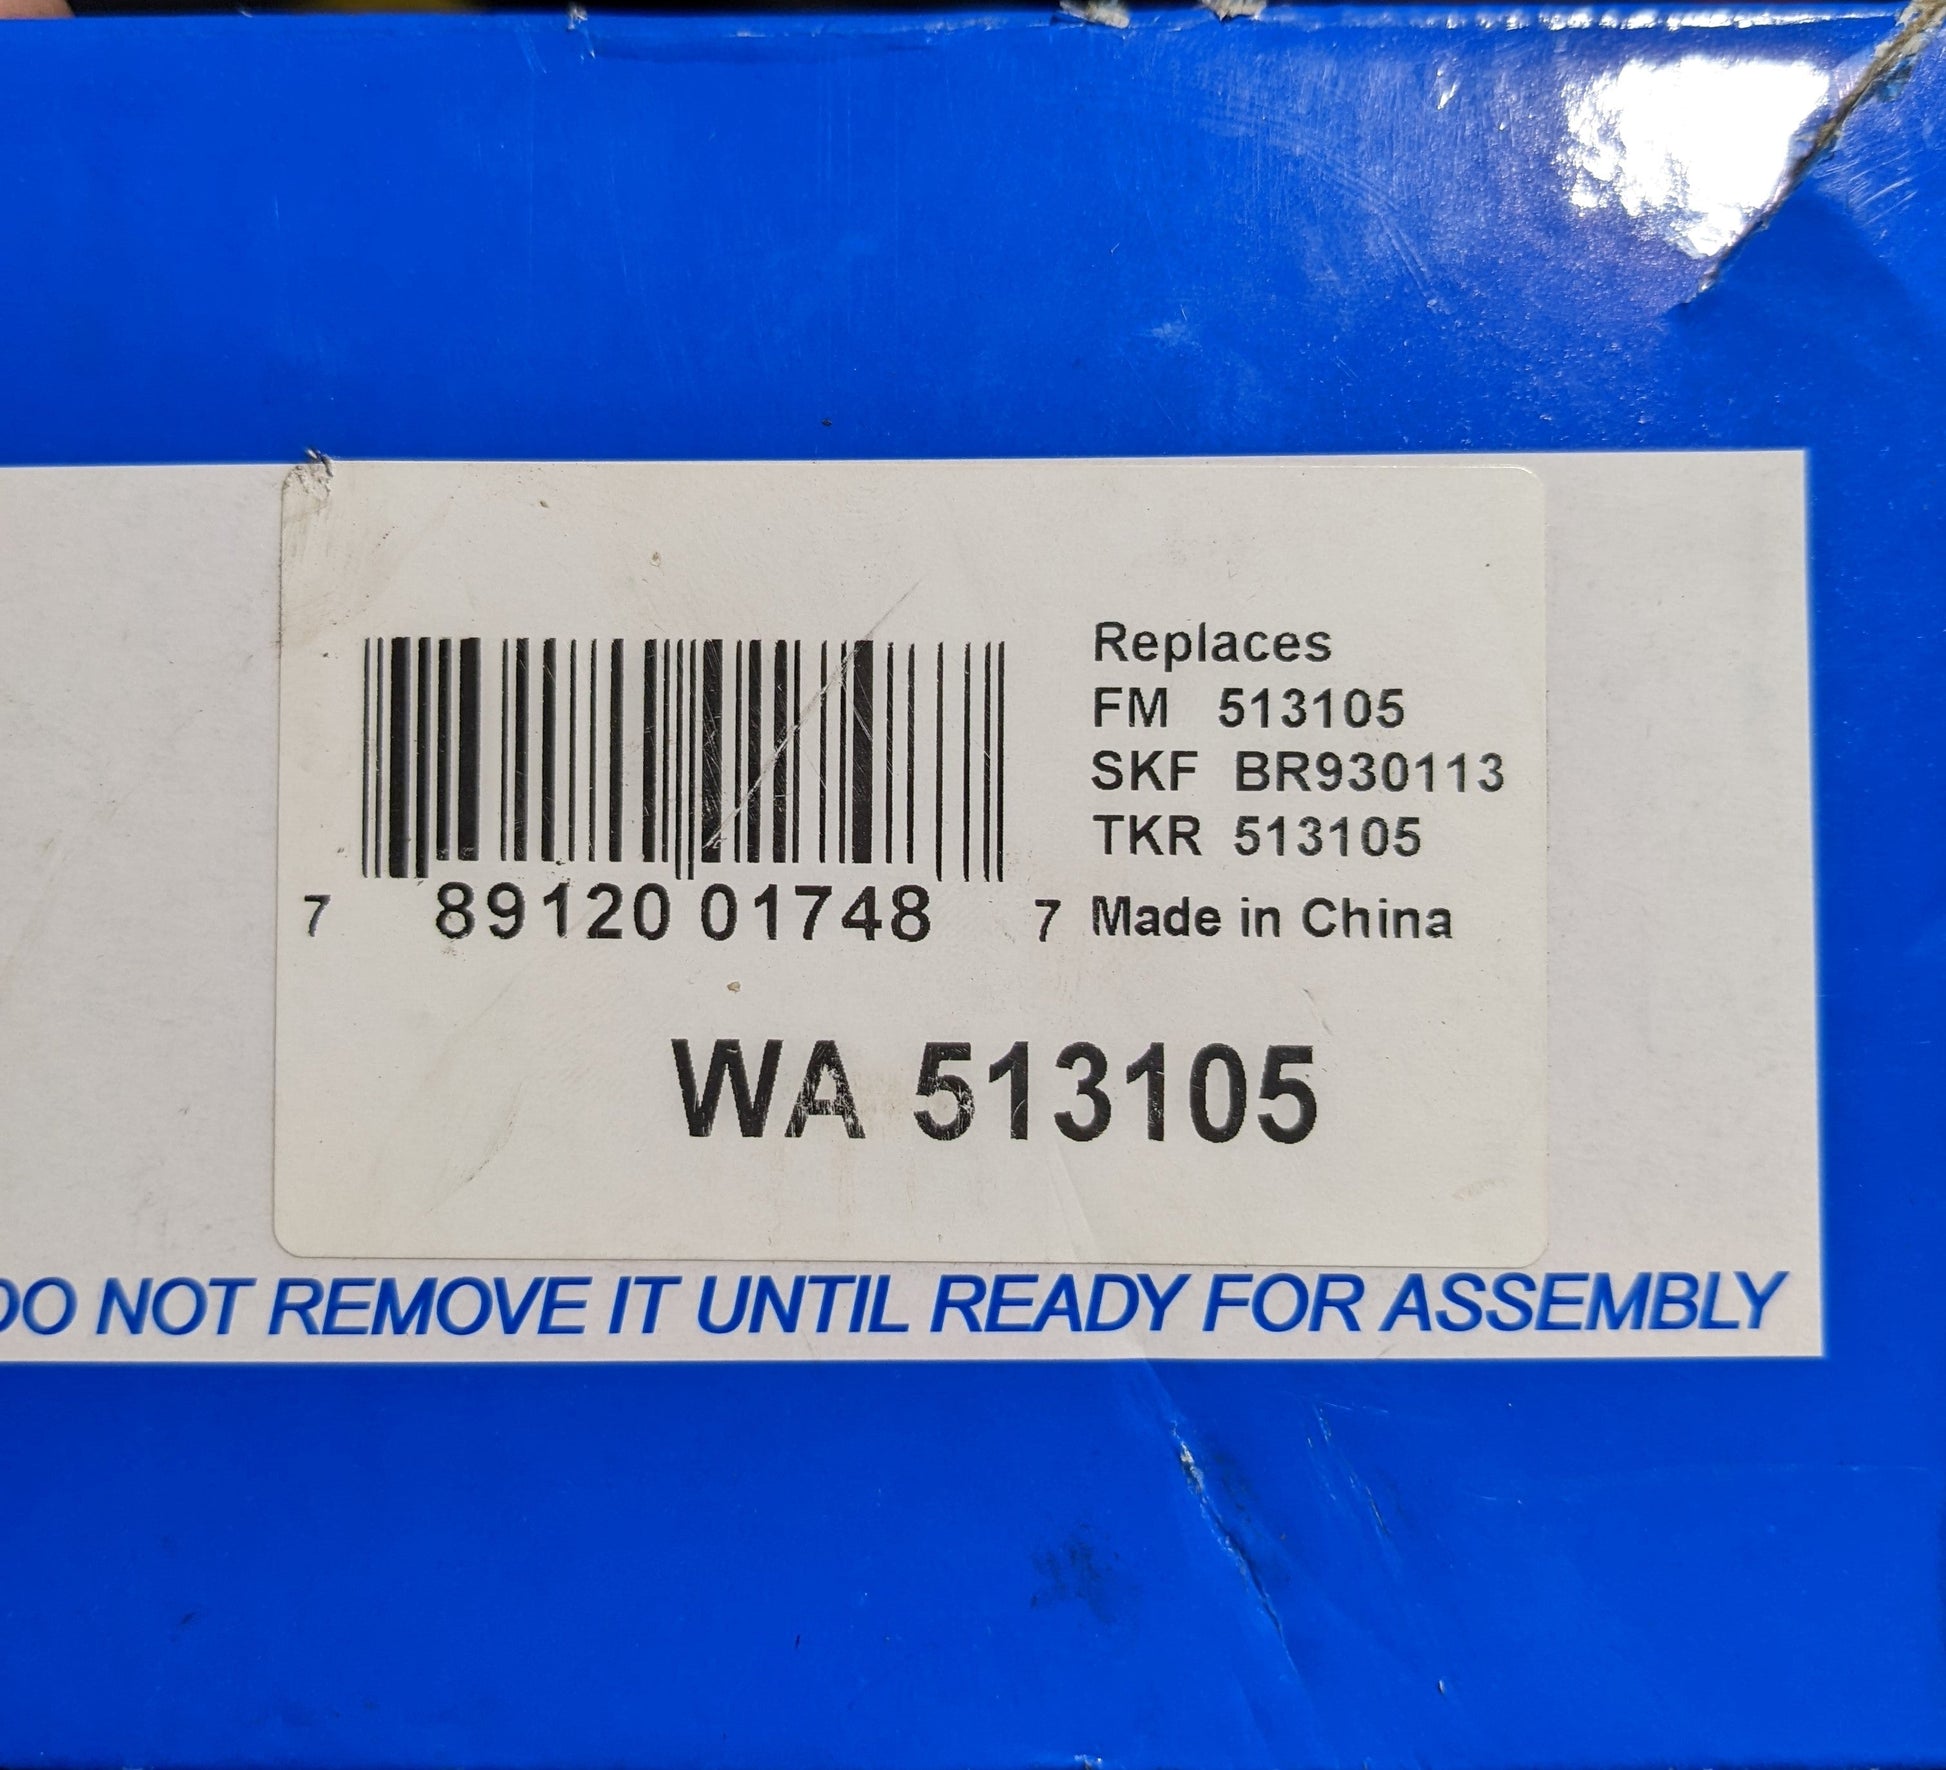 Replaces
FM 513105
SKF BR930113
TKR 513105
7 89120 01748 7
Made in China
WA 513105
DO NOT REMOVE IT UNTIL READY FOR ASSEMBLY